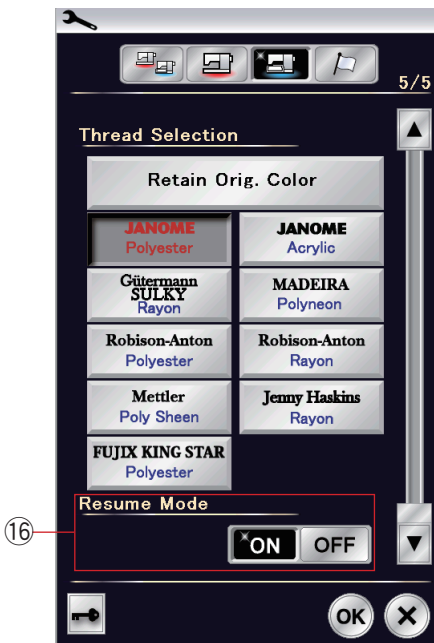 5/5
Thread Selection
Retain Orig. Color
JANOME
Polyester
JANOME
Acrylic
Gütermann
SULKY
Rayon
MADEIRA
Polyneon
Robison-Anton
Polyester
Robison-Anton
Rayon
Mettler
Poly Sheen
Jenny Haskins
Rayon
FUJIX KING STAR
Polyester
Resume Mode
⑯
ON OFF
OK